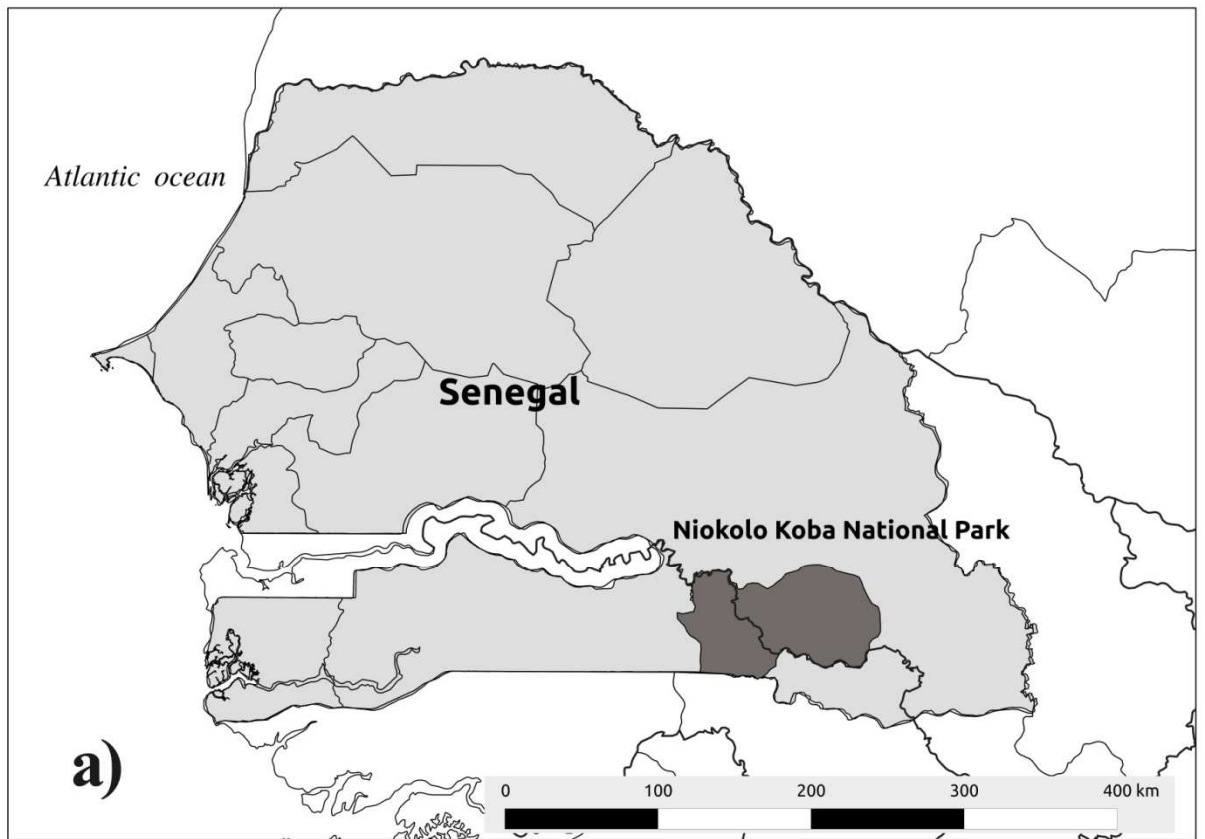 Atlantic ocean
Senegal
Niokolo Koba National Park
a)
0 100 200 300 400 km